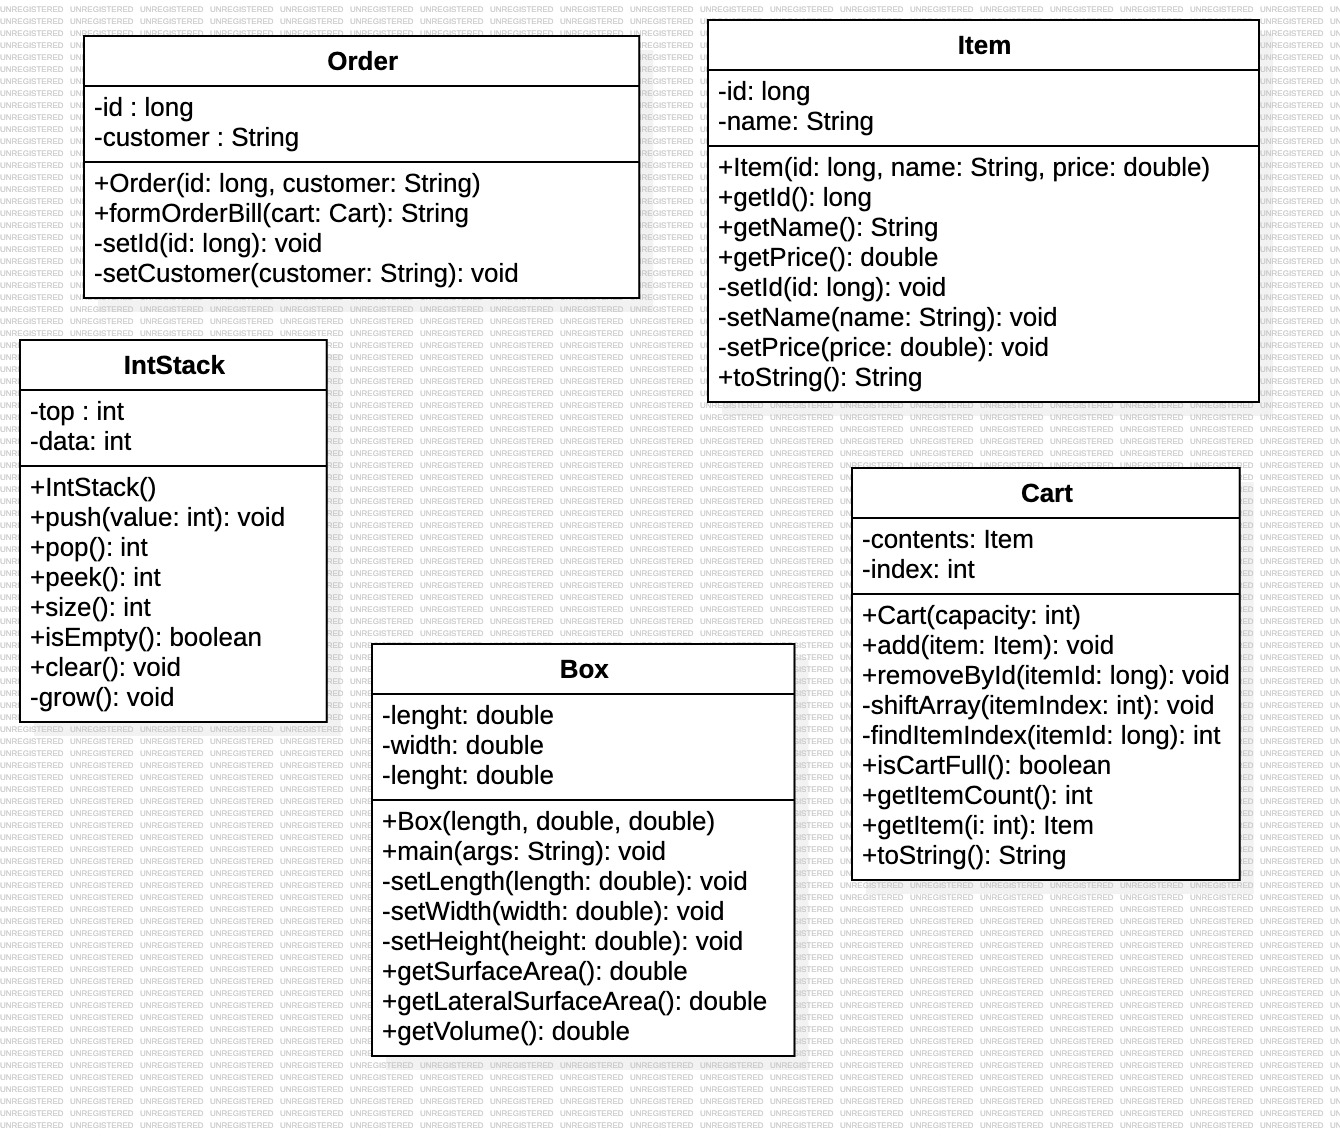 Order
-id : long
-customer : String
+Order(id: long, customer: String)
+formOrderBill(cart: Cart): String
-setId(id: long): void
-setCustomer(customer: String): void
Item
-id: long
-name: String
+Item(id: long, name: String, price: double)
+getId(): long
+getName(): String
+getPrice(): double
-setId(id: long): void
-setName(name: String): void
-setPrice(price: double): void
+toString(): String
IntStack
-top : int
-data: int
+IntStack()
+push(value: int): void
+pop(): int
+peek(): int
+size(): int
+isEmpty(): boolean
+clear(): void
-grow(): void
Box
-lenght: double
-width: double
-lenght: double
+Box(length, double, double)
+main(args: String): void
-setLength(length: double): void
-setWidth(width: double): void
-setHeight(height: double): void
+getSurfaceArea(): double
+getLateralSurfaceArea(): double
+getVolume(): double
Cart
-contents: Item
-index: int
+Cart(capacity: int)
+add(item: Item): void
+removeById(itemId: long): void
-shiftArray(itemIndex: int): void
-findItemIndex(itemId: long): int
+isCartFull(): boolean
+getItemCount(): int
+getItem(i: int): Item
+toString(): String
UNREGISTERED